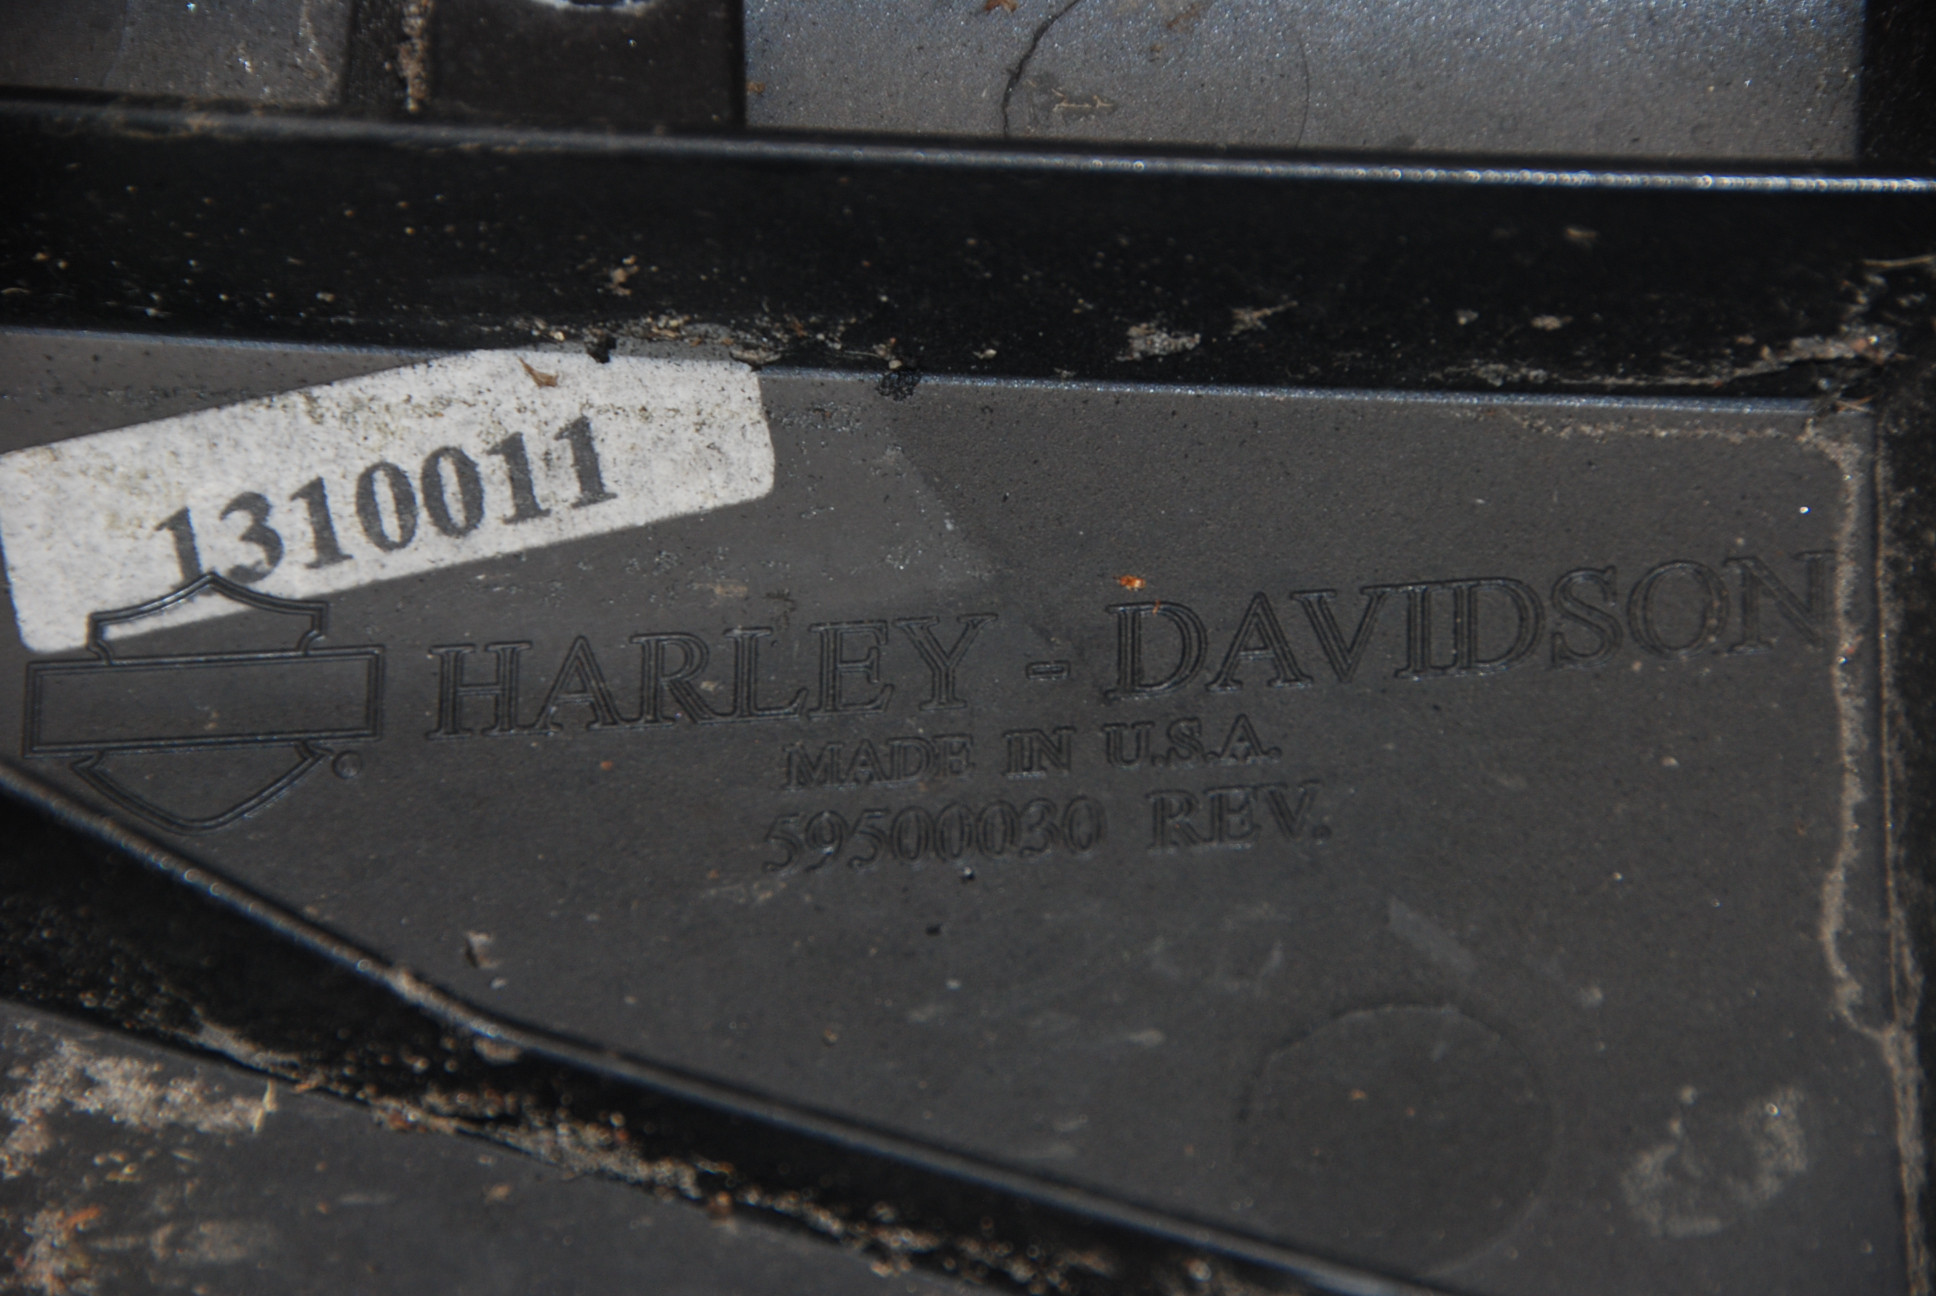 1310011
HARLEY - DAVIDSON
MADE IN U.S.A.
59500030 REV.